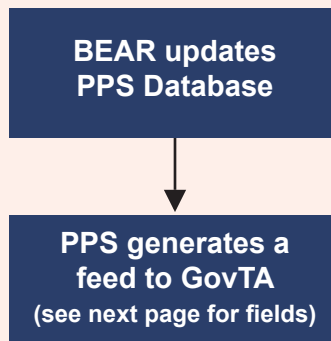 BEAR updates
PPS Database
PPS generates a
feed to GovTA
(see next page for fields)